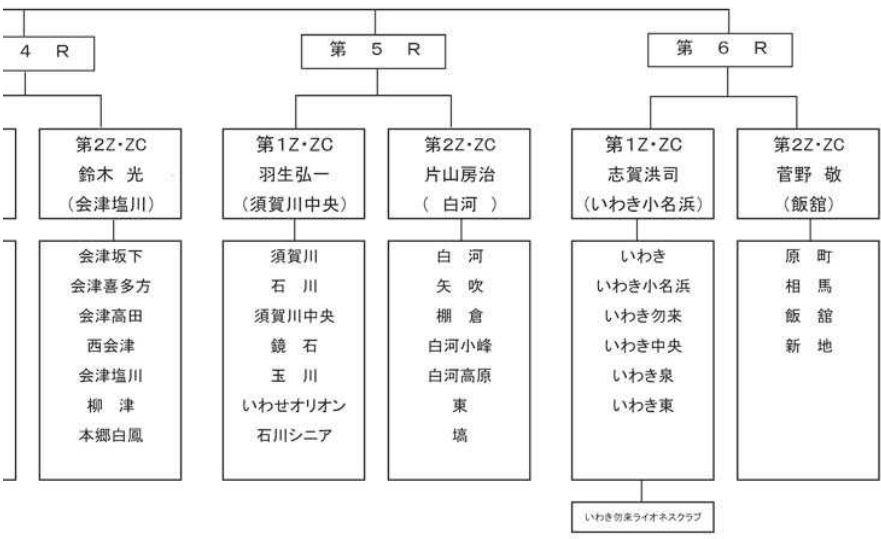 4 R
第 5 R
第 6 R
第2Z・ZC
鈴木 光
(会津塩川)
第1Z・ZC
羽生弘一
(須賀川中央)
第2Z・ZC
片山房治
( 白河 )
第1Z・ZC
志賀洪司
(いわき小名浜)
第2Z・ZC
菅野 敬
(飯舘)
会津坂下
会津喜多方
会津高田
西会津
会津塩川
柳 津
本郷白鳳
須賀川
石 川
須賀川中央
鏡 石
玉 川
いわせオリオン
石川シニア
白 河
矢 吹
棚 倉
白河小峰
白河高原
東
塙
いわき
いわき小名浜
いわき勿来
いわき中央
いわき泉
いわき東
原 町
相 馬
飯 舘
新 地
いわき勿来ライオネスクラブ